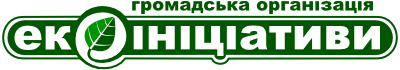 громадська організація
екоініціативи